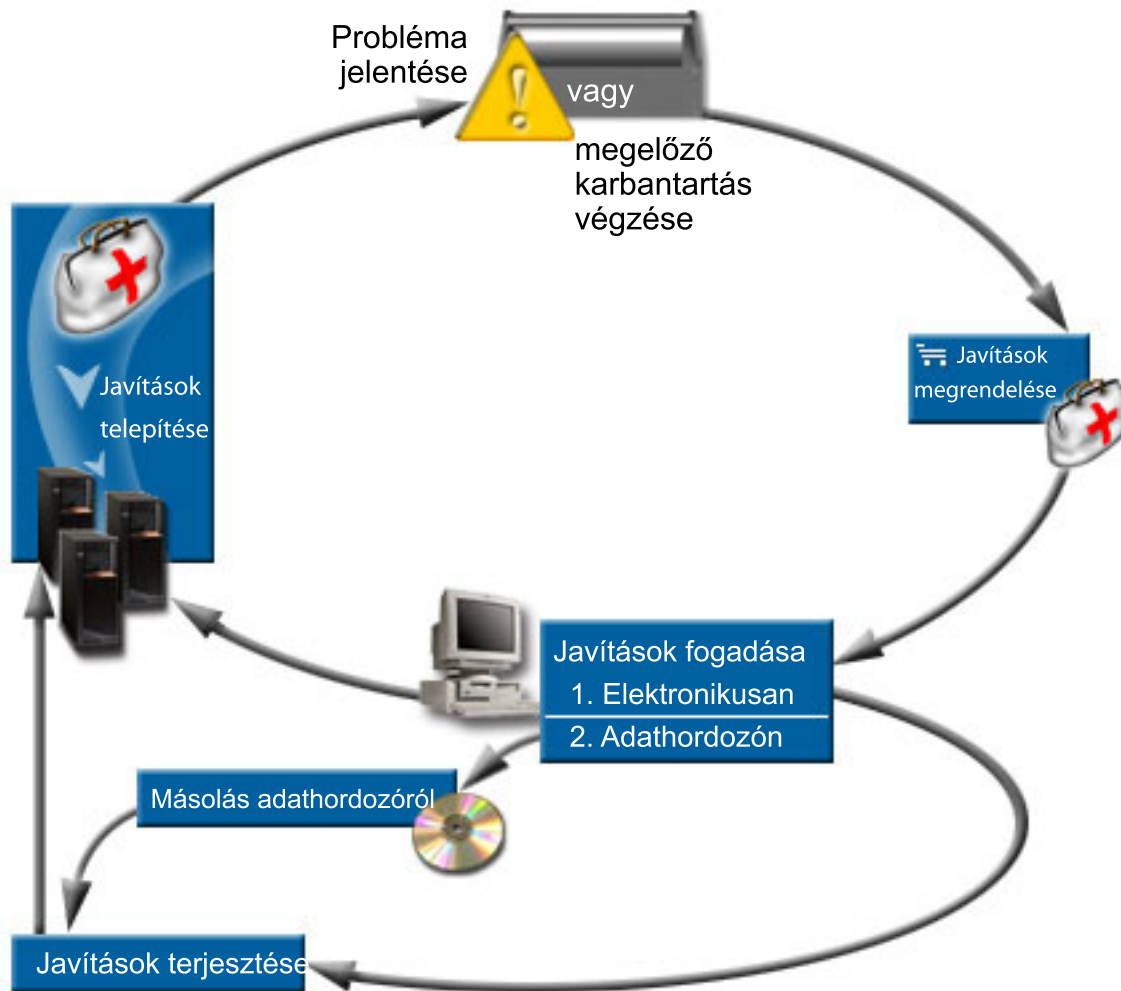 Probléma
jelentése
vagy
megelőző
karbantartás
végzése
Javítások
megrendelése
Javítások
telepítése
Javítások fogadása
1. Elektronikusan
2. Adathordozón
Másolás adathordozóról
Javítások terjesztése